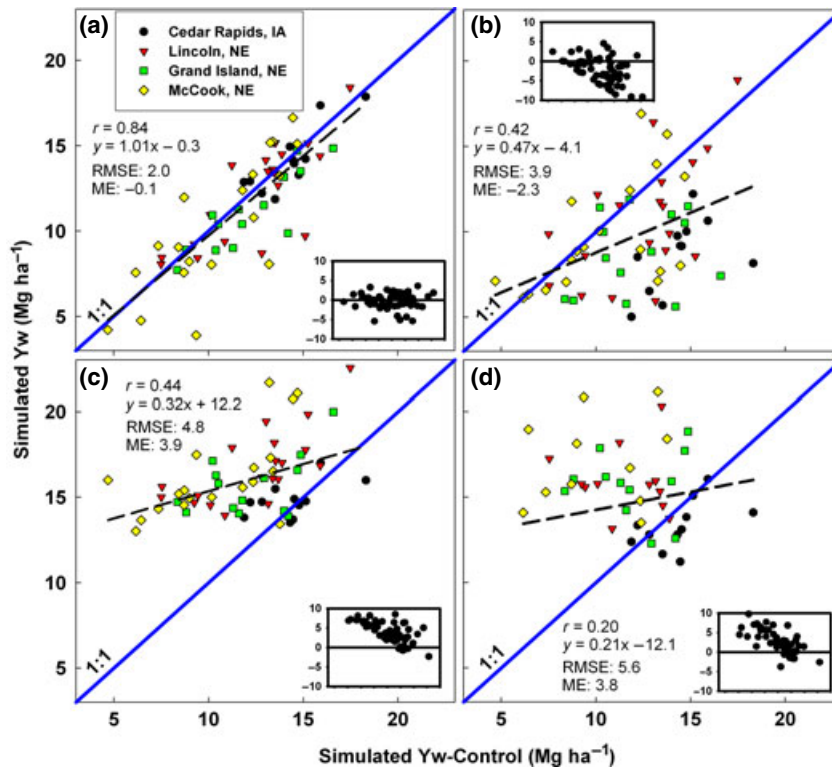 (a)
Cedar Rapids, IA
Lincoln, NE
Grand Island, NE
McCook, NE
r = 0.84
y = 1.01x – 0.3
RMSE: 2.0
ME: –0.1
1:1
10
5
0
–5
–10
(b)
10
5
0
–5
–10
r = 0.42
y = 0.47x – 4.1
RMSE: 3.9
ME: –2.3
1:1
(c)
r = 0.44
y = 0.32x + 12.2
RMSE: 4.8
ME: 3.9
1:1
10
5
0
–5
–10
(d)
r = 0.20
y = 0.21x –12.1
RMSE: 5.6
ME: 3.8
1:1
10
5
0
–5
–10
20
15
10
5
20
15
10
5
Simulated Yw (Mg ha⁻¹)
5 10 15 20 5 10 15 20
Simulated Yw-Control (Mg ha⁻¹)